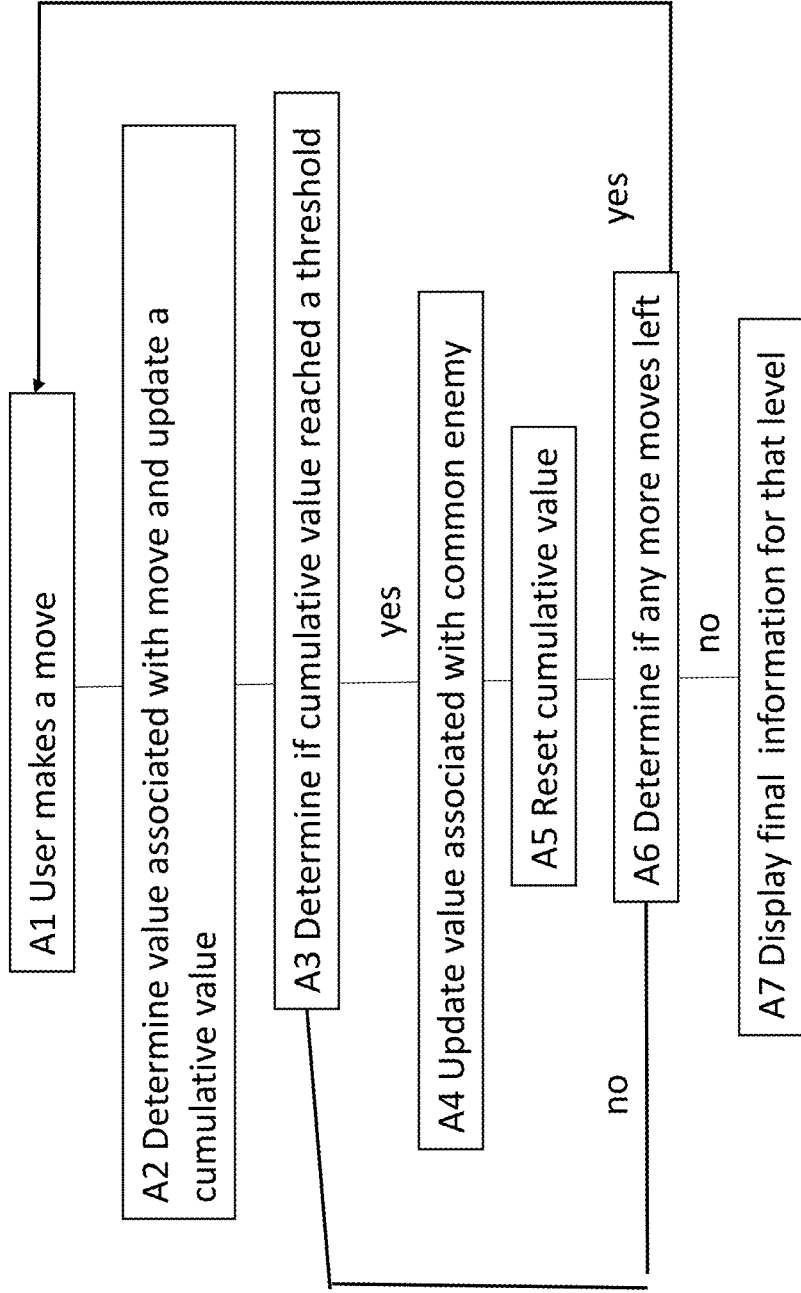 A1 User makes a move
A2 Determine value associated with move and update a
cumulative value
A3 Determine if cumulative value reached a threshold
yes
A4 Update value associated with common enemy
A5 Reset cumulative value
no
A6 Determine if any more moves left
yes
no
A7 Display final  information for that level